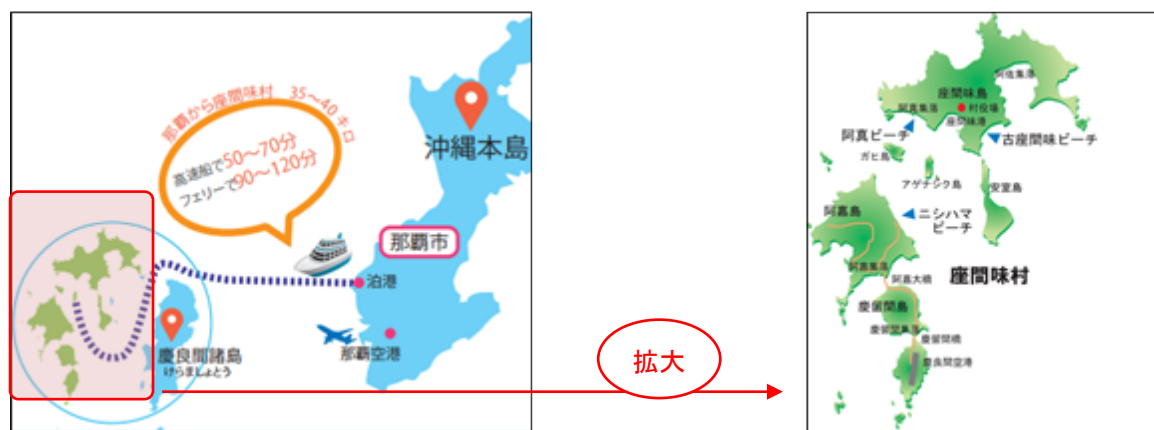 那覇から座間味村 35～40キロ
高速船で50～70分
フェリーで90～120分
沖縄本島
那覇市
泊港
那覇空港
慶良間諸島
けらましょとう
拡大
阿佐集落
座間味島
村役場
阿真集落
座間味港
阿真ビーチ
古座間味ビーチ
ガヒ島
アゲナシク島
安室島
阿嘉島
ニシハマ
ビーチ
阿嘉集落
阿嘉大橋
座間味村
慶留間島
慶留間集落
慶留間橋
慶良間空港